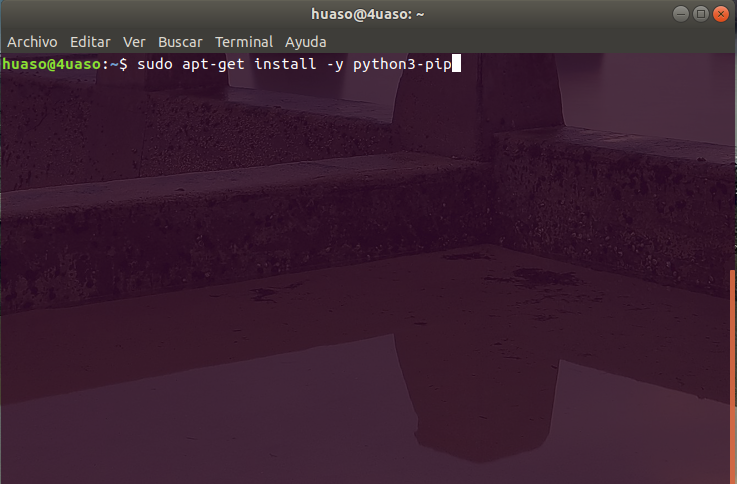 huaso@4uaso: ~
Archivo Editar Ver Buscar Terminal Ayuda
huaso@4uaso:~$ sudo apt-get install -y python3-pip